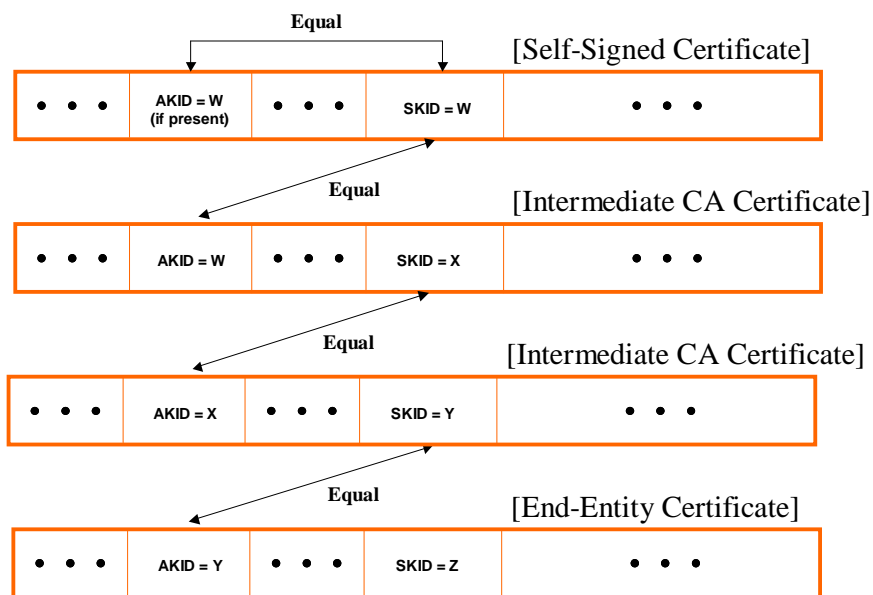 Equal
[Self-Signed Certificate]
• • •
AKID = W
(if present)
• • •
SKID = W
• • •
Equal
[Intermediate CA Certificate]
• • •
AKID = W
• • •
SKID = X
• • •
Equal
[Intermediate CA Certificate]
• • •
AKID = X
• • •
SKID = Y
• • •
Equal
[End-Entity Certificate]
• • •
AKID = Y
• • •
SKID = Z
• • •